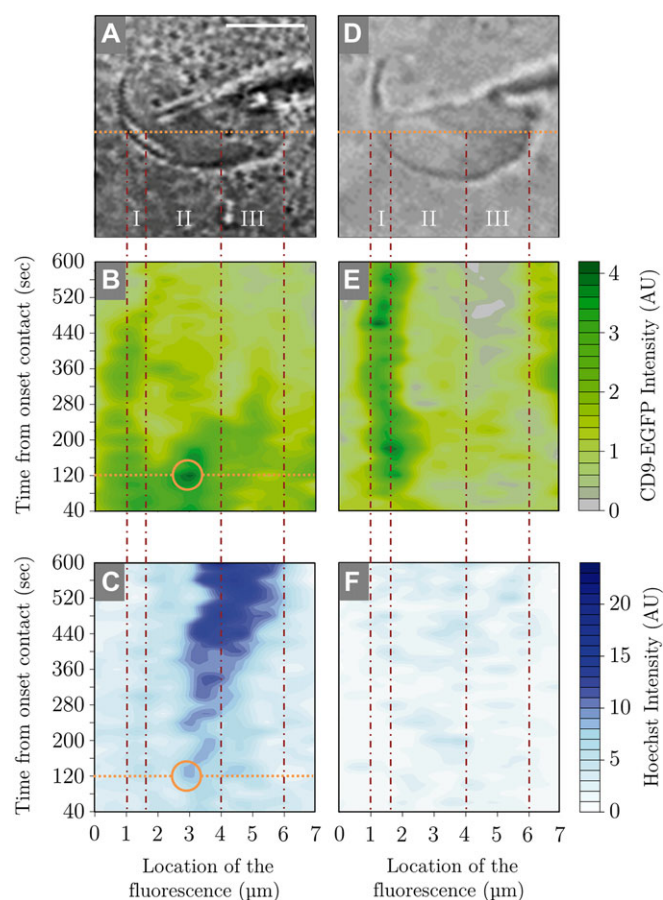 A
D
I II III
I II III
Time from onset contact (sec)
600
520
440
360
280
200
120
40
B
E
4
3
2
1
0
CD9-EGFP Intensity (AU)
Time from onset contact (sec)
600
520
440
360
280
200
120
40
C
F
20
15
10
5
0
Hoechst Intensity (AU)
0 1 2 3 4 5 6 7
0 1 2 3 4 5 6 7
Location of the
fluorescence (µm)
Location of the
fluorescence (µm)